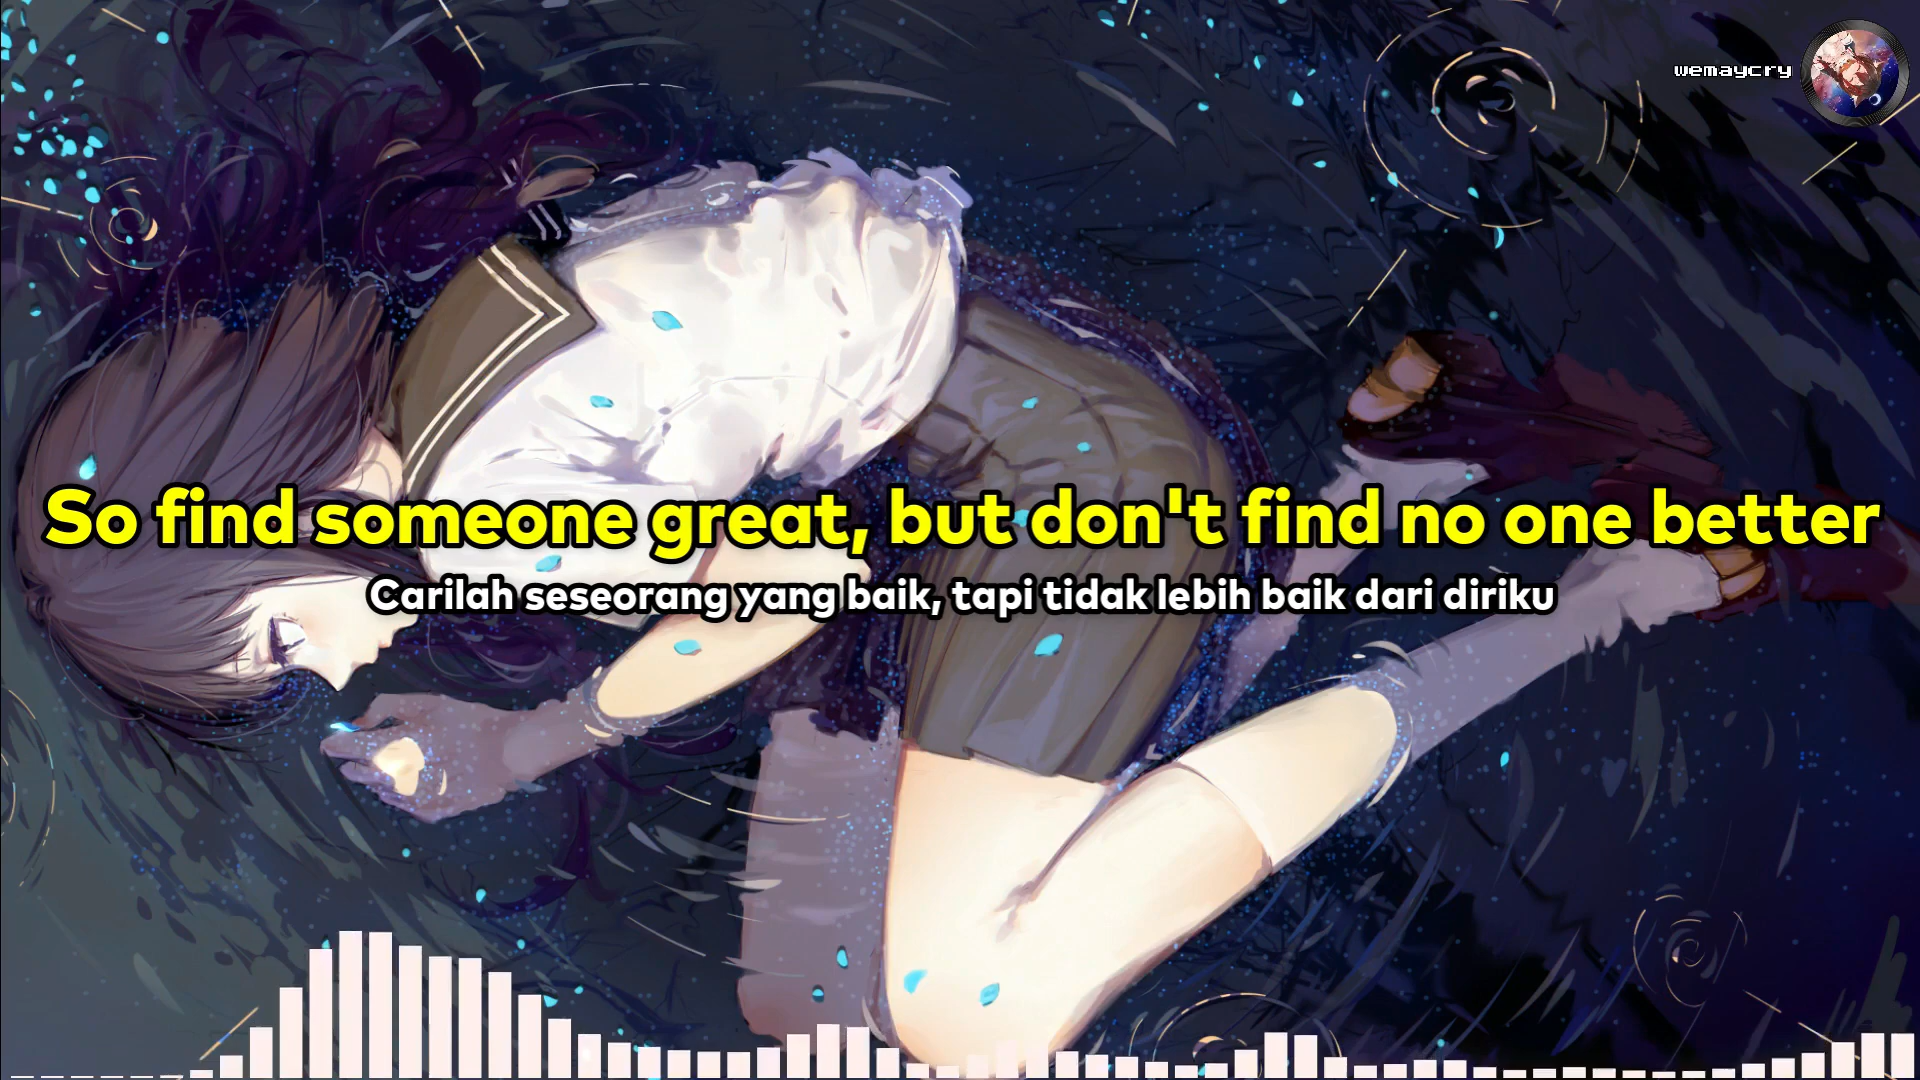 wemaycry
So find someone great, but don't find no one better
Carilah seseorang yang baik, tapi tidak lebih baik dari diriku